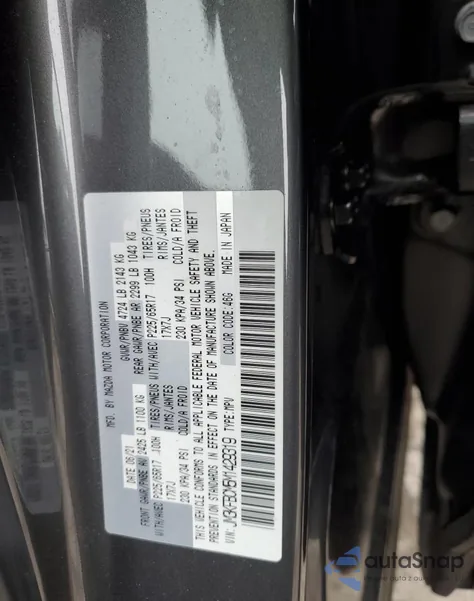 MFD. BY MAZDA MOTOR CORPORATION
DATE 06/21 GVWR/PNBV 4724 LB 2143 KG
FRONT GAWR/PNBE AV 2425 LB 1100 KG REAR GAWR/PNBE AR 2299 LB 1043 KG
WITH/AVEC P225/65R17 100H TIRES/PNEUS WITH/AVEC P225/65R17 100H TIRES/PNEUS
17X7J RIMS/JANTES 17X7J RIMS/JANTES
230 KPA/34 PSI COLD/A FROID 230 KPA/34 PSI COLD/A FROID
THIS VEHICLE CONFORMS TO ALL APPLICABLE FEDERAL MOTOR VEHICLE SAFETY AND THEFT
PREVENTION STANDARDS IN EFFECT ON THE DATE OF MANUFACTURE SHOWN ABOVE.
COLOR CODE:46G MADE IN JAPAN
VIN: TYPE:MPV
autoSnap